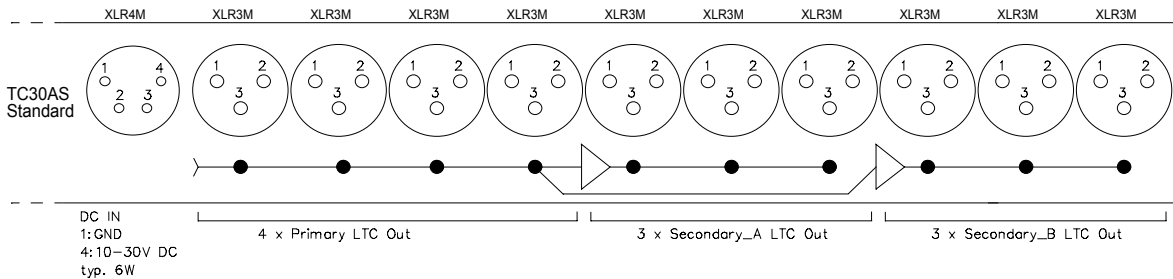 XLR4M XLR3M XLR3M XLR3M XLR3M XLR3M XLR3M XLR3M XLR3M XLR3M XLR3M
TC30AS
Standard
1 4 1 2 1 2 1 2 1 2 1 2 1 2 1 2 1 2 1 2 1 2
2 3 3 3 3 3 3 3 3 3 3 3 3
DC IN
1:GND
4:10-30V DC
typ. 6W
4 x Primary LTC Out
3 x Secondary_A LTC Out
3 x Secondary_B LTC Out